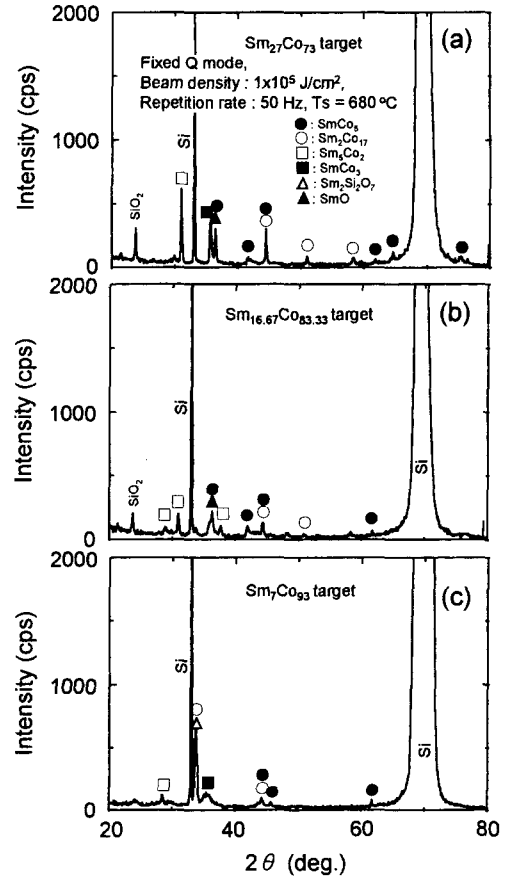 (a)
Sm27Co73 target
Fixed Q mode,
Beam density : 1x10⁵ J/cm²,
Repetition rate : 50 Hz, Ts = 680 °C
● : SmCo5
○ : Sm2Co17
□ : Sm5Co2
■ : SmCo3
△ : Sm2Si2O7
▲ : SmO
SiO2
Si
Intensity (cps)
2000
1000
0
(b)
Sm16.67Co83.33 target
SiO2
Si
Si
Intensity (cps)
2000
1000
0
(c)
Sm7Co93 target
Si
Si
Intensity (cps)
2000
1000
0
20 40 60 80
2θ (deg.)